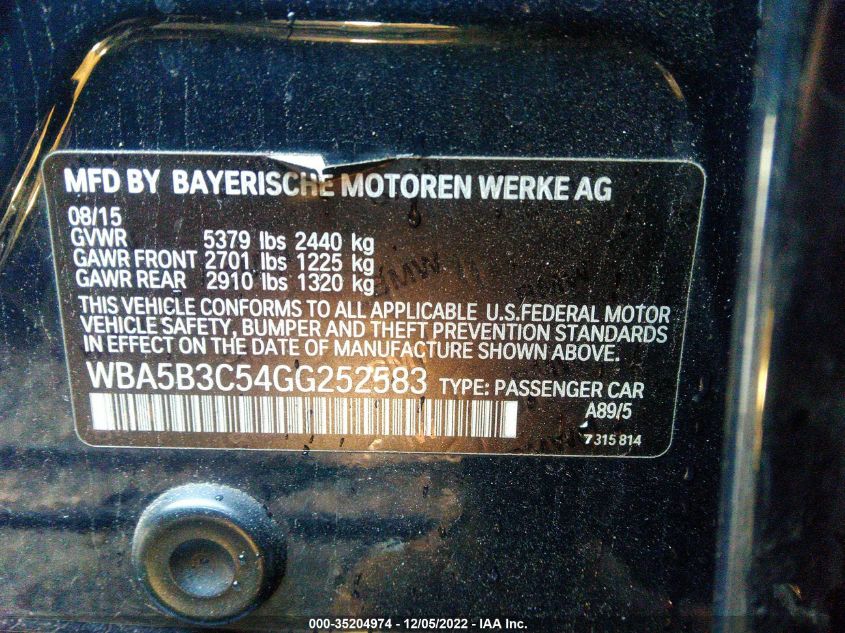 MFD BY BAYERISCHE MOTOREN WERKE AG
08/15
GVWR 5379 lbs 2440 kg
GAWR FRONT 2701 lbs 1225 kg
GAWR REAR 2910 lbs 1320 kg
THIS VEHICLE CONFORMS TO ALL APPLICABLE U.S.FEDERAL MOTOR
VEHICLE SAFETY, BUMPER AND THEFT PREVENTION STANDARDS
IN EFFECT ON THE DATE OF MANUFACTURE SHOWN ABOVE.
WBA5B3C54GG252583 TYPE: PASSENGER CAR
A89/5
7 315 814
000-35204974 - 12/05/2022 - IAA Inc.